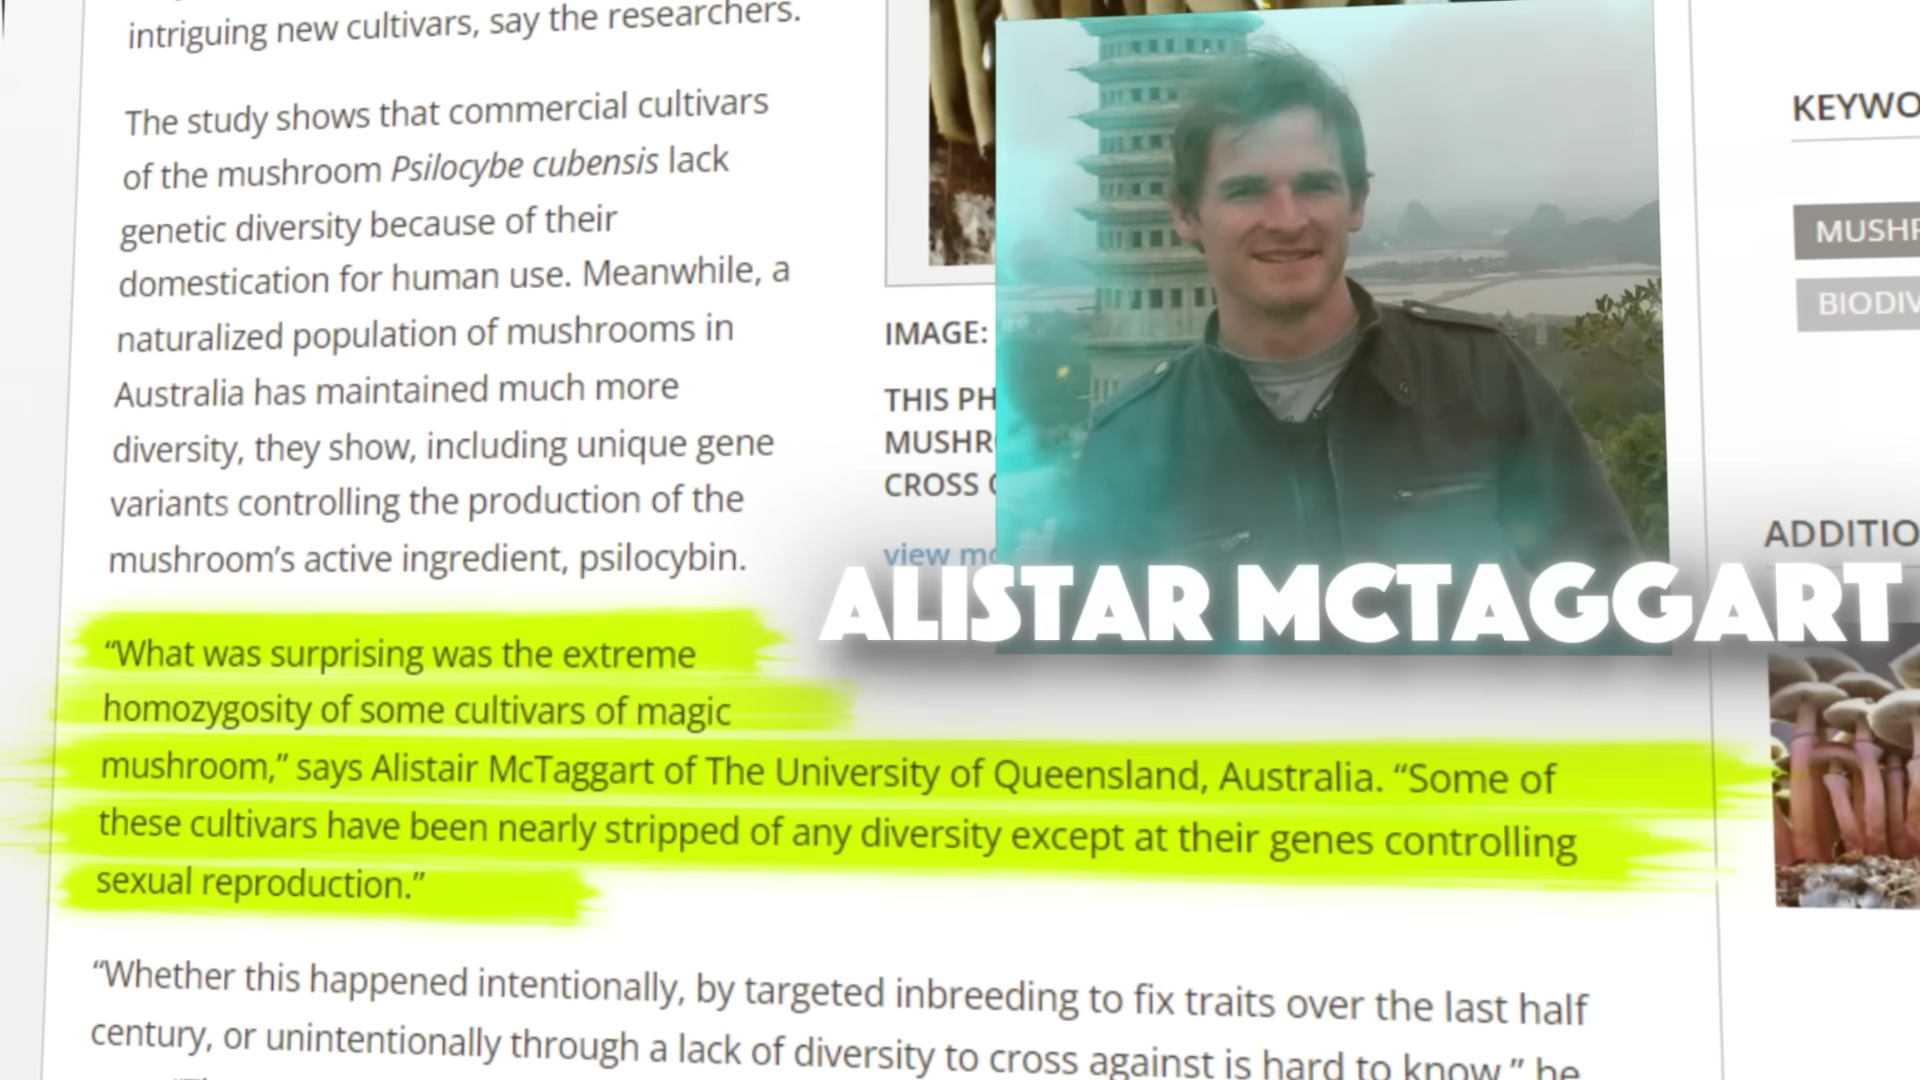 intriguing new cultivars, say the researchers.
The study shows that commercial cultivars
of the mushroom Psilocybe cubensis lack
genetic diversity because of their
domestication for human use. Meanwhile, a
naturalized population of mushrooms in
Australia has maintained much more
diversity, they show, including unique gene
variants controlling the production of the
mushroom’s active ingredient, psilocybin.
“What was surprising was the extreme
homozygosity of some cultivars of magic
mushroom,” says Alistair McTaggart of The University of Queensland, Australia. “Some of
these cultivars have been nearly stripped of any diversity except at their genes controlling
sexual reproduction.”
“Whether this happened intentionally, by targeted inbreeding to fix traits over the last half
century, or unintentionally through a lack of diversity to cross against is hard to know,” he
IMAGE:
THIS PH
MUSHR
CROSS
view mo
ALISTAR MCTAGGART
KEYWO
MUSHR
BIODIV
ADDITIO